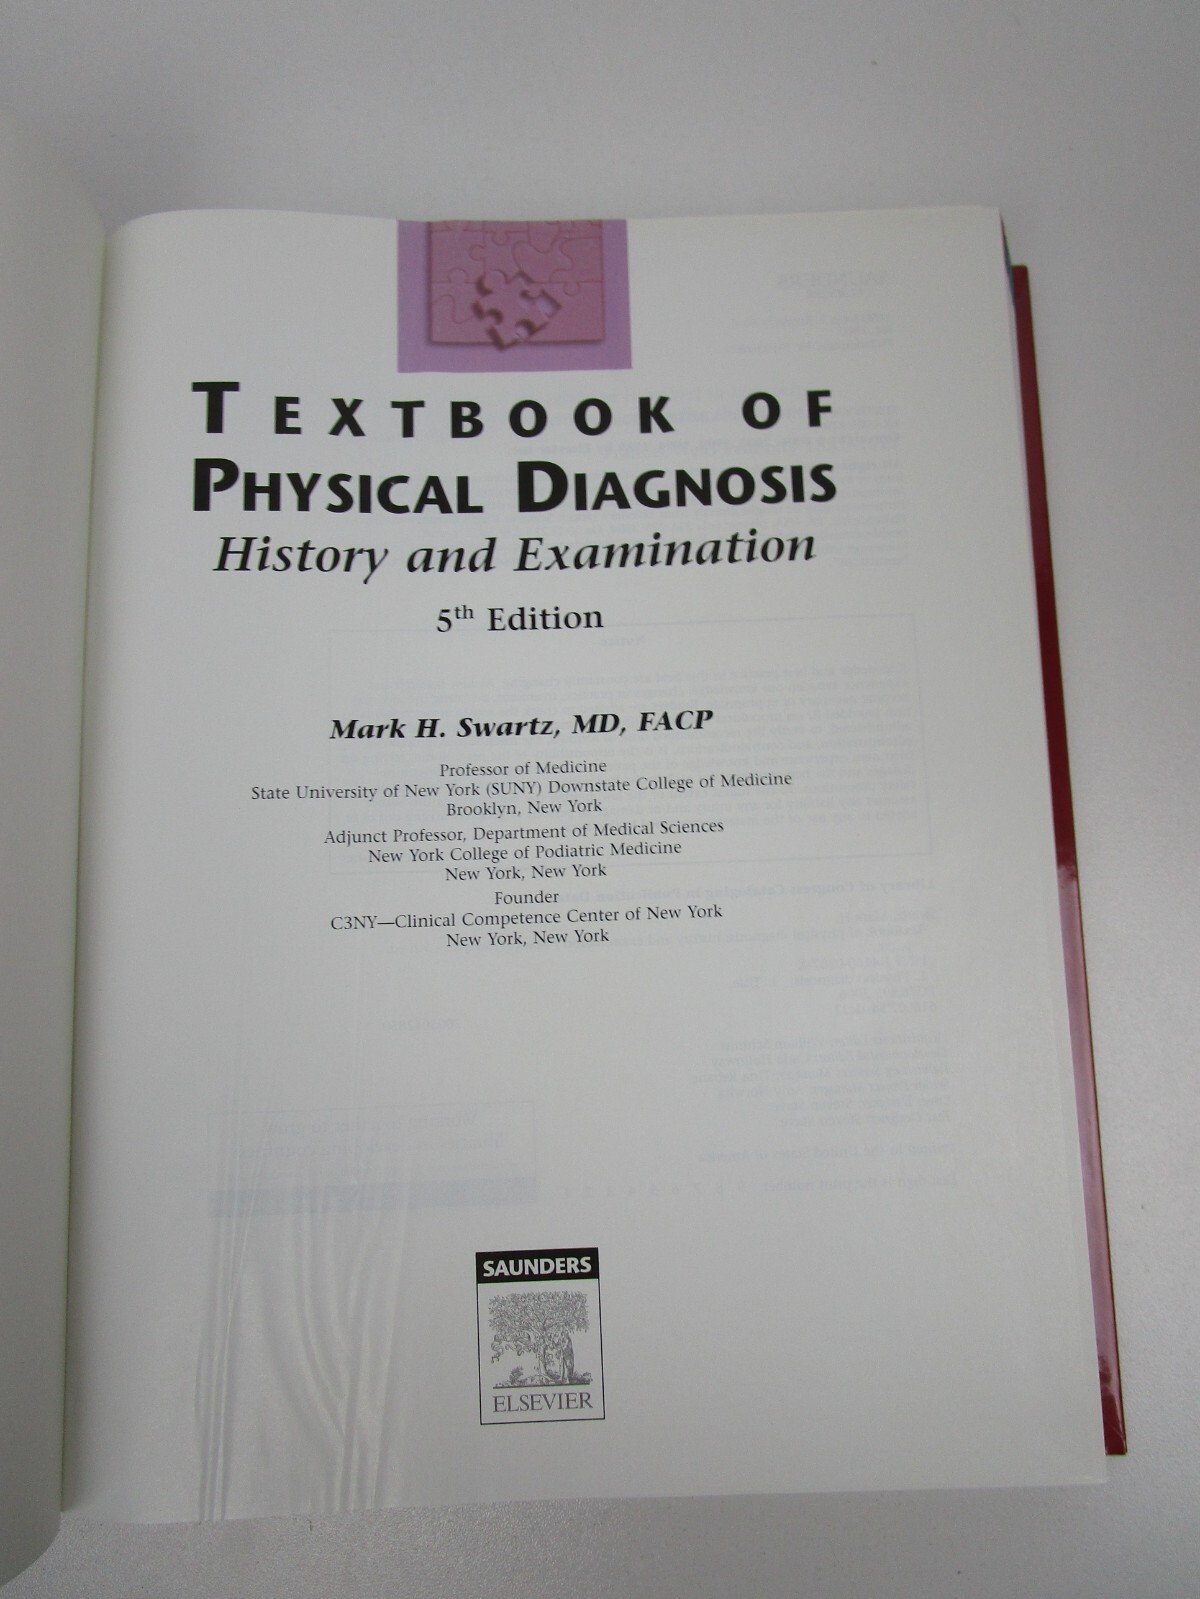 TEXTBOOK OF
PHYSICAL DIAGNOSIS
History and Examination
5th Edition
Mark H. Swartz, MD, FACP
Professor of Medicine
State University of New York (SUNY) Downstate College of Medicine
Brooklyn, New York
Adjunct Professor, Department of Medical Sciences
New York College of Podiatric Medicine
New York, New York
Founder
C3NY—Clinical Competence Center of New York
New York, New York
SAUNDERS
ELSEVIER